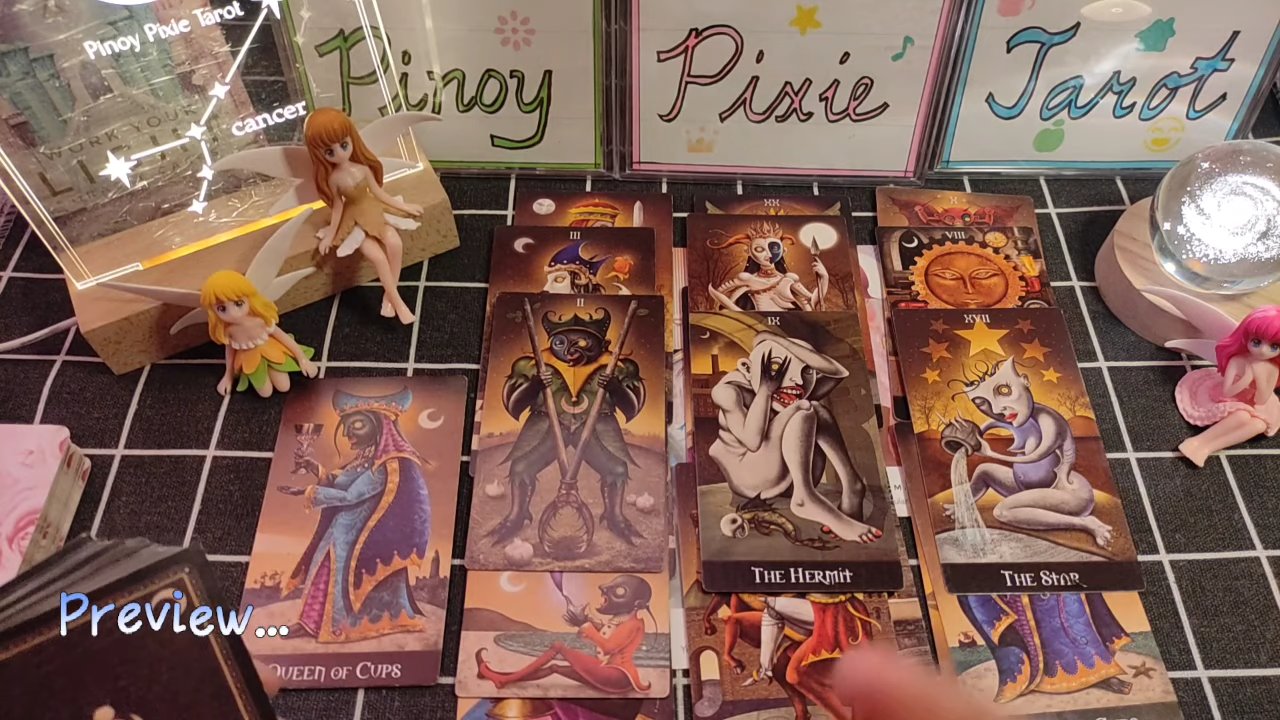 Pinoy Pixie Tarot
cancer
Pinoy
Pixie
Tarot
WORK YOUR
XX
X
III
VIII
II
IX
XVII
THE HERMIT
THE STAR
QUEEN OF CUPS
Preview...